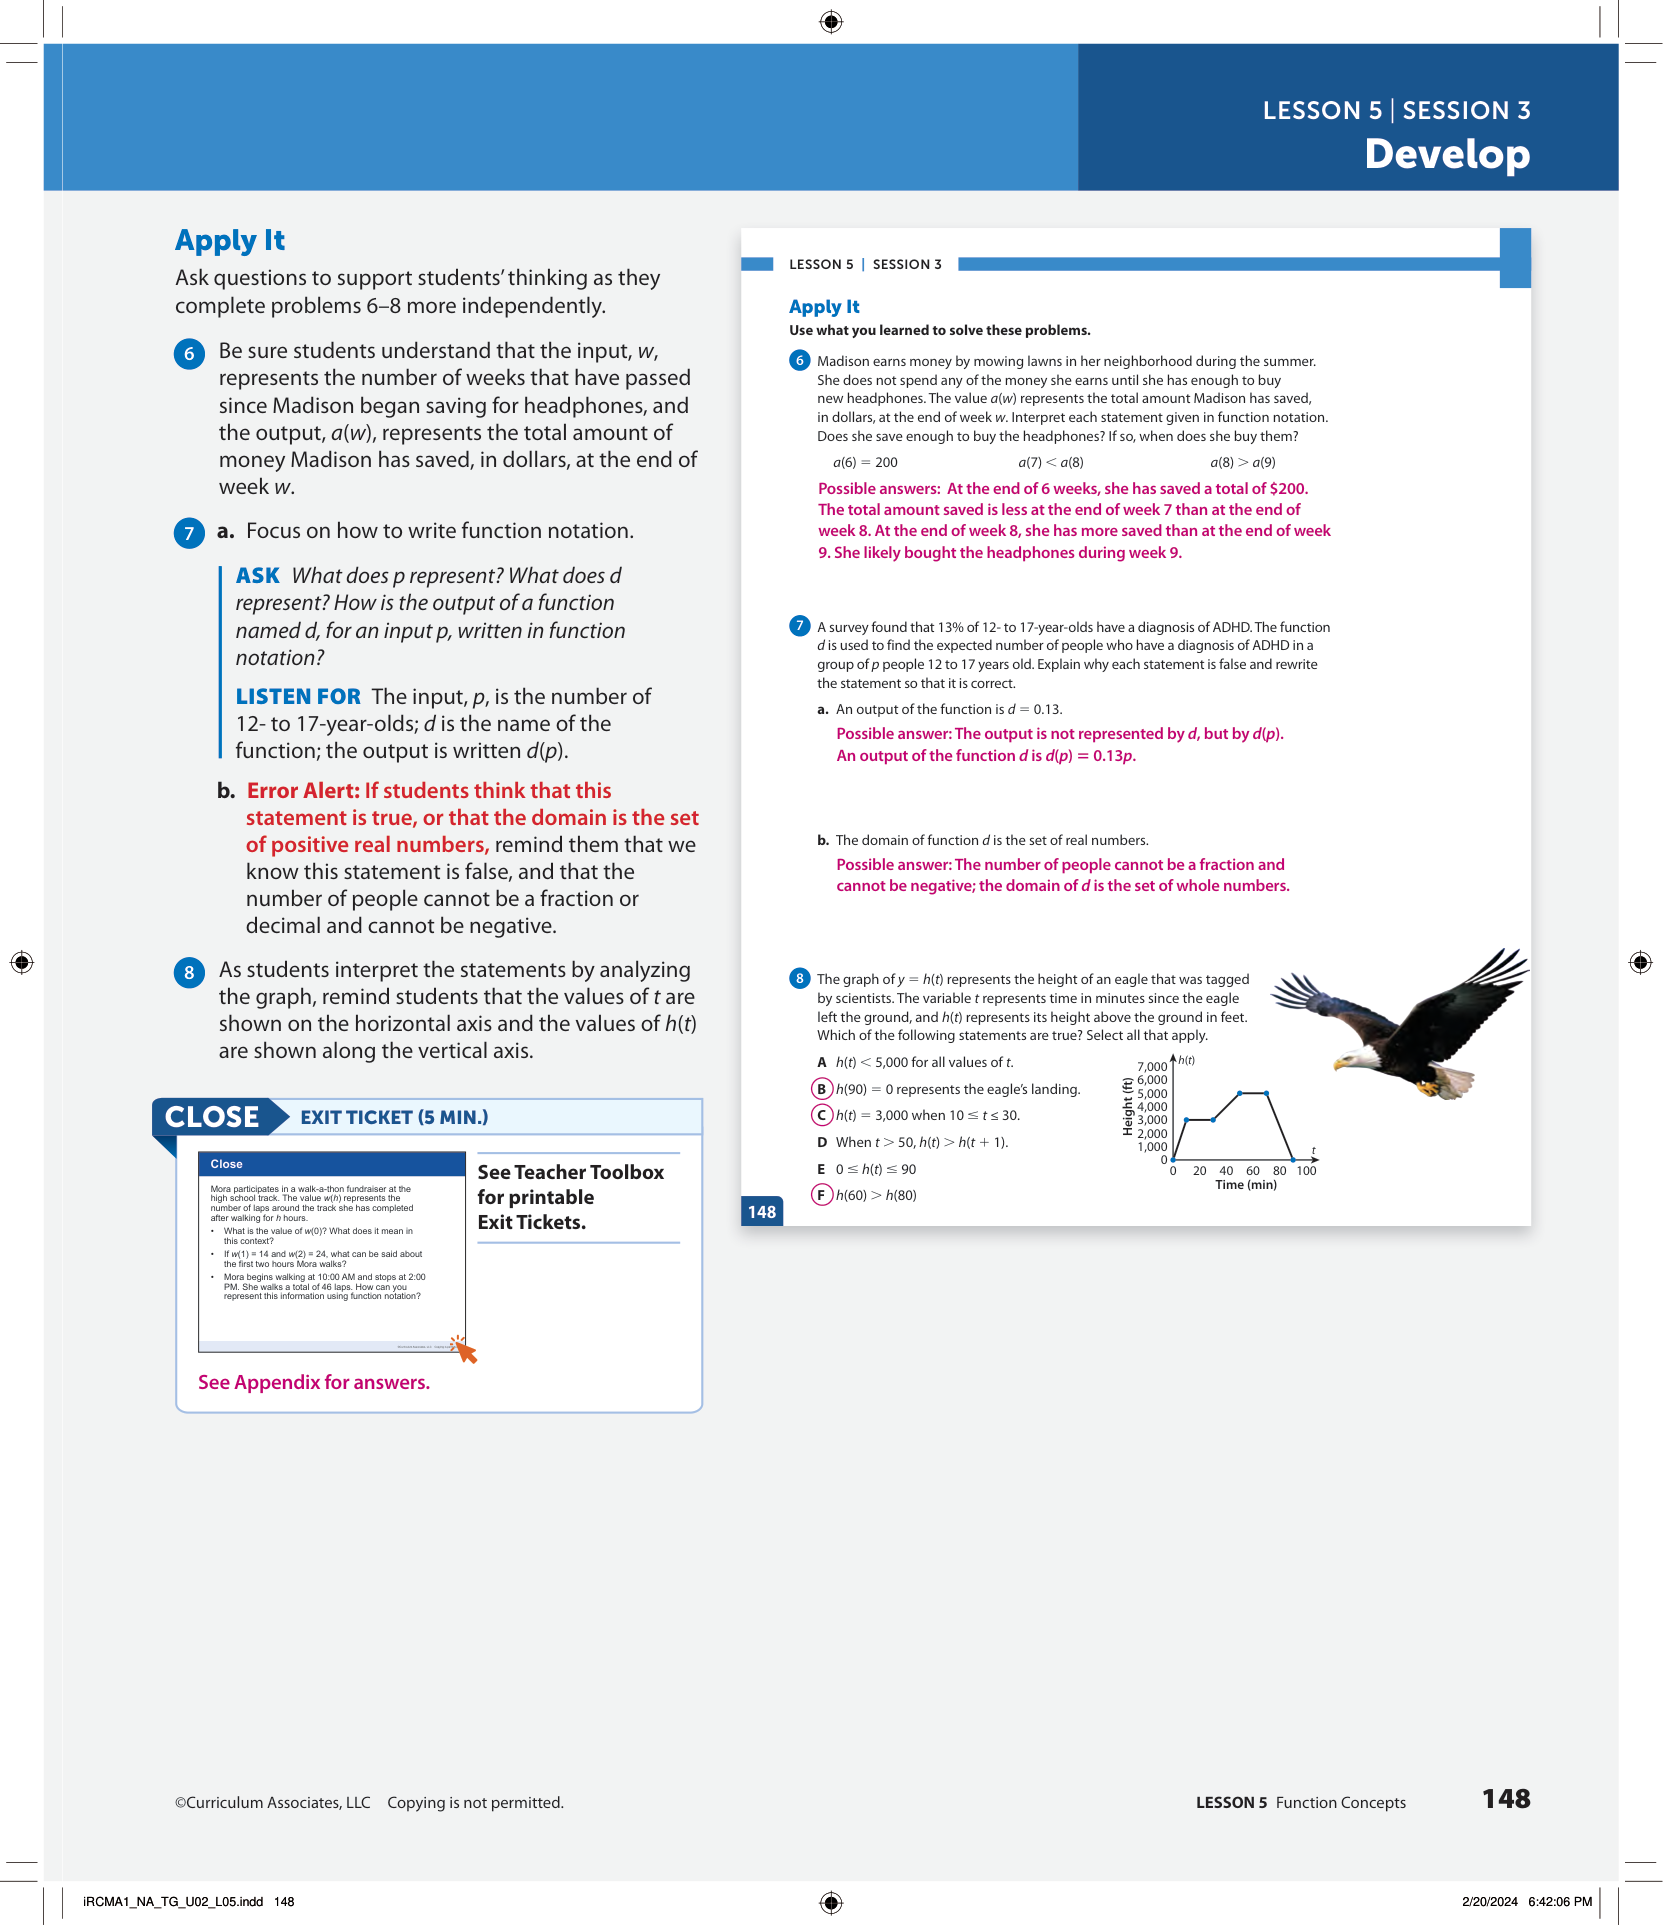 LESSON 5 | SESSION 3
Develop
Apply It
Ask questions to support students’ thinking as they
complete problems 6–8 more independently.
6 Be sure students understand that the input, w,
represents the number of weeks that have passed
since Madison began saving for headphones, and
the output, a(w), represents the total amount of
money Madison has saved, in dollars, at the end of
week w.
7 a. Focus on how to write function notation.
ASK What does p represent? What does d
represent? How is the output of a function
named d, for an input p, written in function
notation?
LISTEN FOR The input, p, is the number of
12- to 17-year-olds; d is the name of the
function; the output is written d(p).
b. Error Alert: If students think that this
statement is true, or that the domain is the set
of positive real numbers, remind them that we
know this statement is false, and that the
number of people cannot be a fraction or
decimal and cannot be negative.
8 As students interpret the statements by analyzing
the graph, remind students that the values of t are
shown on the horizontal axis and the values of h(t)
are shown along the vertical axis.
CLOSE EXIT TICKET (5 MIN.)
Close
Mora participates in a walk-a-thon fundraiser at the
high school track. The value w(h) represents the
number of laps around the track she has completed
after walking for h hours.
• What is the value of w(0)? What does it mean in
this context?
• If w(1) = 14 and w(2) = 24, what can be said about
the first two hours Mora walks?
• Mora begins walking at 10:00 AM and stops at 2:00
PM. She walks a total of 46 laps. How can you
represent this information using function notation?
See Teacher Toolbox
for printable
Exit Tickets.
See Appendix for answers.
LESSON 5 | SESSION 3
Apply It
Use what you learned to solve these problems.
6 Madison earns money by mowing lawns in her neighborhood during the summer.
She does not spend any of the money she earns until she has enough to buy
new headphones. The value a(w) represents the total amount Madison has saved,
in dollars, at the end of week w. Interpret each statement given in function notation.
Does she save enough to buy the headphones? If so, when does she buy them?
a(6) = 200 a(7) < a(8) a(8) > a(9)
Possible answers: At the end of 6 weeks, she has saved a total of $200.
The total amount saved is less at the end of week 7 than at the end of
week 8. At the end of week 8, she has more saved than at the end of week
9. She likely bought the headphones during week 9.
7 A survey found that 13% of 12- to 17-year-olds have a diagnosis of ADHD. The function
d is used to find the expected number of people who have a diagnosis of ADHD in a
group of p people 12 to 17 years old. Explain why each statement is false and rewrite
the statement so that it is correct.
a. An output of the function is d = 0.13.
Possible answer: The output is not represented by d, but by d(p).
An output of the function d is d(p) = 0.13p.
b. The domain of function d is the set of real numbers.
Possible answer: The number of people cannot be a fraction and
cannot be negative; the domain of d is the set of whole numbers.
8 The graph of y = h(t) represents the height of an eagle that was tagged
by scientists. The variable t represents time in minutes since the eagle
left the ground, and h(t) represents its height above the ground in feet.
Which of the following statements are true? Select all that apply.
A h(t) < 5,000 for all values of t.
B h(90) = 0 represents the eagle’s landing.
C h(t) = 3,000 when 10 ≤ t ≤ 30.
D When t > 50, h(t) > h(t + 1).
E 0 ≤ h(t) ≤ 90
F h(60) > h(80)
h(t)
Height (ft)
7,000
6,000
5,000
4,000
3,000
2,000
1,000
0
t
0 20 40 60 80 100
Time (min)
148
©Curriculum Associates, LLC Copying is not permitted.
LESSON 5 Function Concepts 148
iRCMA1_NA_TG_U02_L05.indd 148
2/20/2024 6:42:06 PM